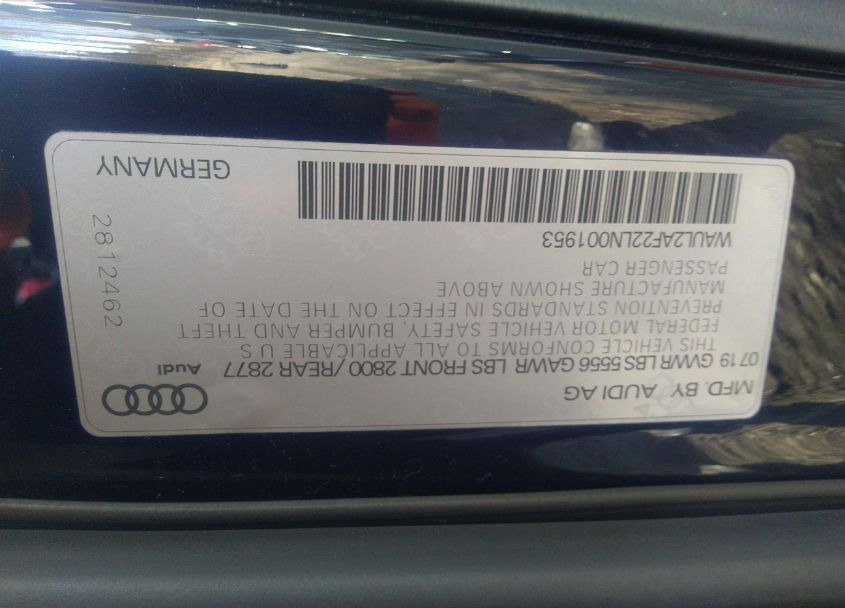 MFD. BY AUDI AG
Audi
07 19 GVWR LBS 5556 GAWR LBS FRONT 2800 / REAR 2877
THIS VEHICLE CONFORMS TO ALL APPLICABLE U S
FEDERAL MOTOR VEHICLE SAFETY, BUMPER AND THEFT
PREVENTION STANDARDS IN EFFECT ON THE DATE OF
MANUFACTURE SHOWN ABOVE
PASSENGER CAR
WAUL2AF22LN001953
GERMANY
2812462